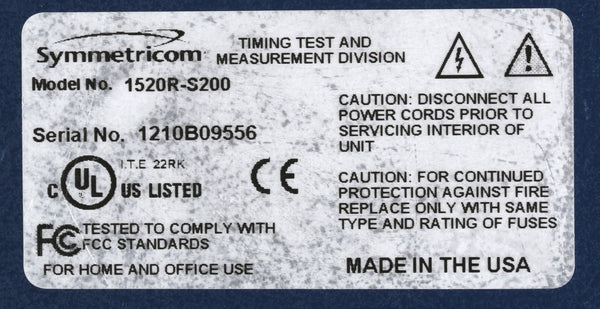 Symmetricom
TIMING TEST AND
MEASUREMENT DIVISION
Model No. 1520R-S200
Serial No. 1210B09556
I.T.E 22RK
C UL US LISTED
CE
FC TESTED TO COMPLY WITH
FCC STANDARDS
FOR HOME AND OFFICE USE
CAUTION: DISCONNECT ALL
POWER CORDS PRIOR TO
SERVICING INTERIOR OF
UNIT
CAUTION: FOR CONTINUED
PROTECTION AGAINST FIRE
REPLACE ONLY WITH SAME
TYPE AND RATING OF FUSES
MADE IN THE USA